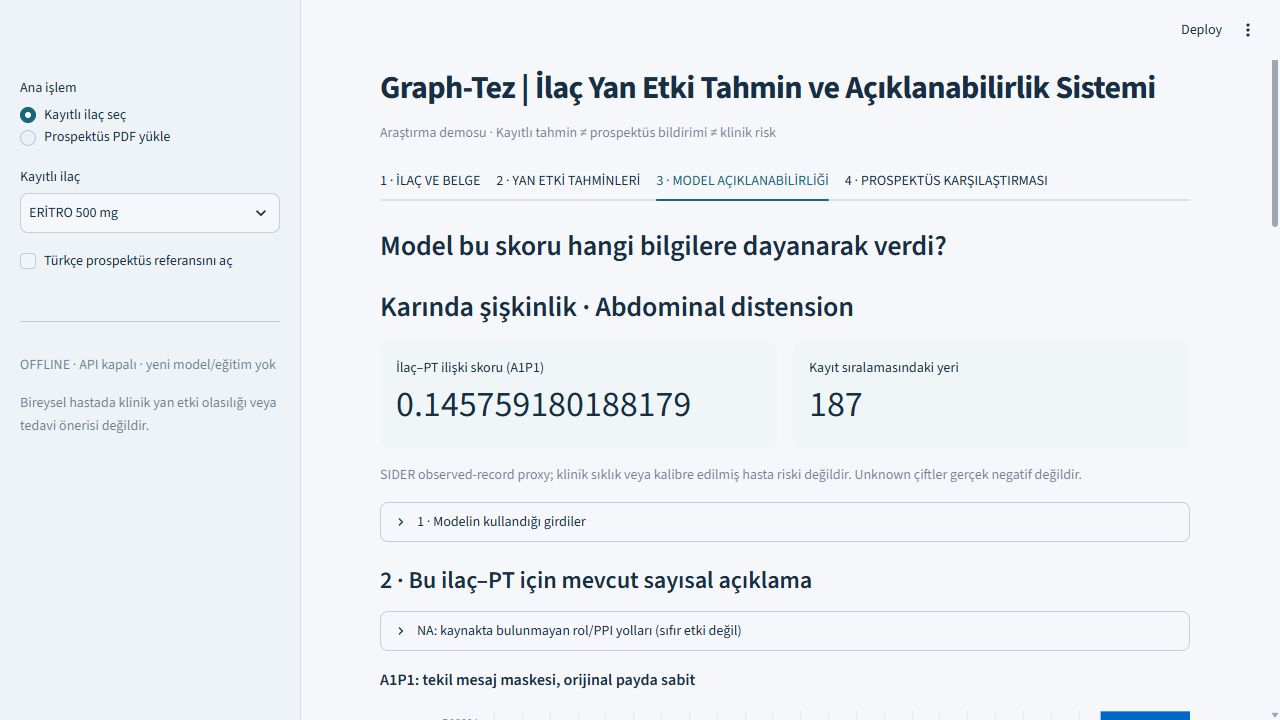 Deploy
Ana işlem
Kayıtlı ilaç seç
Prospektüs PDF yükle
Kayıtlı ilaç
ERİTRO 500 mg
Türkçe prospektüs referansını aç
OFFLINE · API kapalı · yeni model/eğitim yok
Bireysel hastada klinik yan etki olasılığı veya
tedavi önerisi değildir.
Graph-Tez | İlaç Yan Etki Tahmin ve Açıklanabilirlik Sistemi
Araştırma demosu · Kayıtlı tahmin ≠ prospektüs bildirimi ≠ klinik risk
1 · İLAÇ VE BELGE 2 · YAN ETKİ TAHMİNLERİ 3 · MODEL AÇIKLANABİLİRLİĞİ 4 · PROSPEKTÜS KARŞILAŞTIRMASI
Model bu skoru hangi bilgilere dayanarak verdi?
Karında şişkinlik · Abdominal distension
İlaç–PT ilişki skoru (A1P1)
0.145759180188179
Kayıt sıralamasındaki yeri
187
SIDER observed-record proxy; klinik sıklık veya kalibre edilmiş hasta riski değildir. Unknown çiftler gerçek negatif değildir.
1 · Modelin kullandığı girdiler
2 · Bu ilaç–PT için mevcut sayısal açıklama
NA: kaynakta bulunmayan rol/PPI yolları (sıfır etki değil)
A1P1: tekil mesaj maskesi, orijinal payda sabit